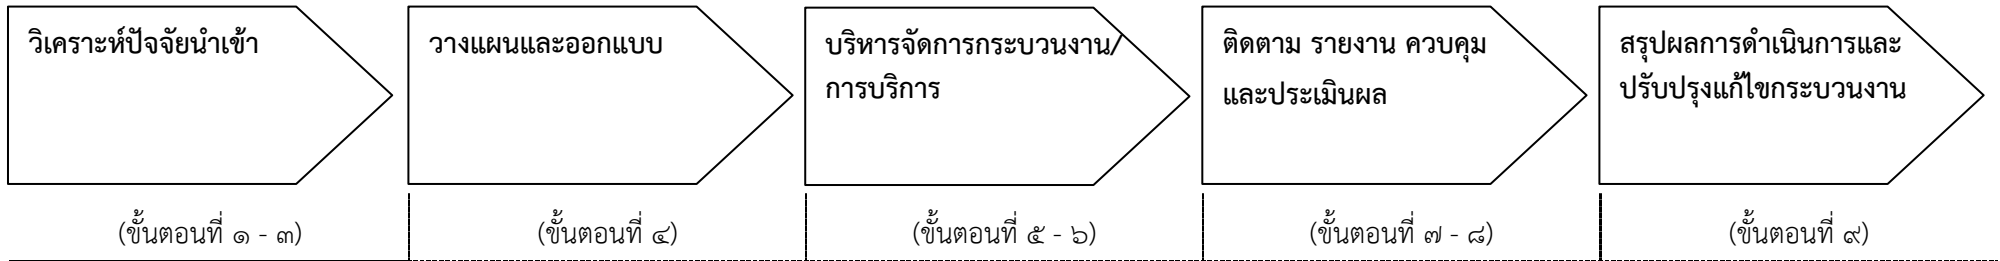 วิเคราะห์ปัจจัยนำเข้า
วางแผนและออกแบบ
บริหารจัดการกระบวนงาน/
การบริการ
ติดตาม รายงาน ควบคุม
และประเมินผล
สรุปผลการดำเนินการและ
ปรับปรุงแก้ไขกระบวนงาน
(ขั้นตอนที่ ๑ - ๓)
(ขั้นตอนที่ ๔)
(ขั้นตอนที่ ๕ - ๖)
(ขั้นตอนที่ ๗ - ๘)
(ขั้นตอนที่ ๙)